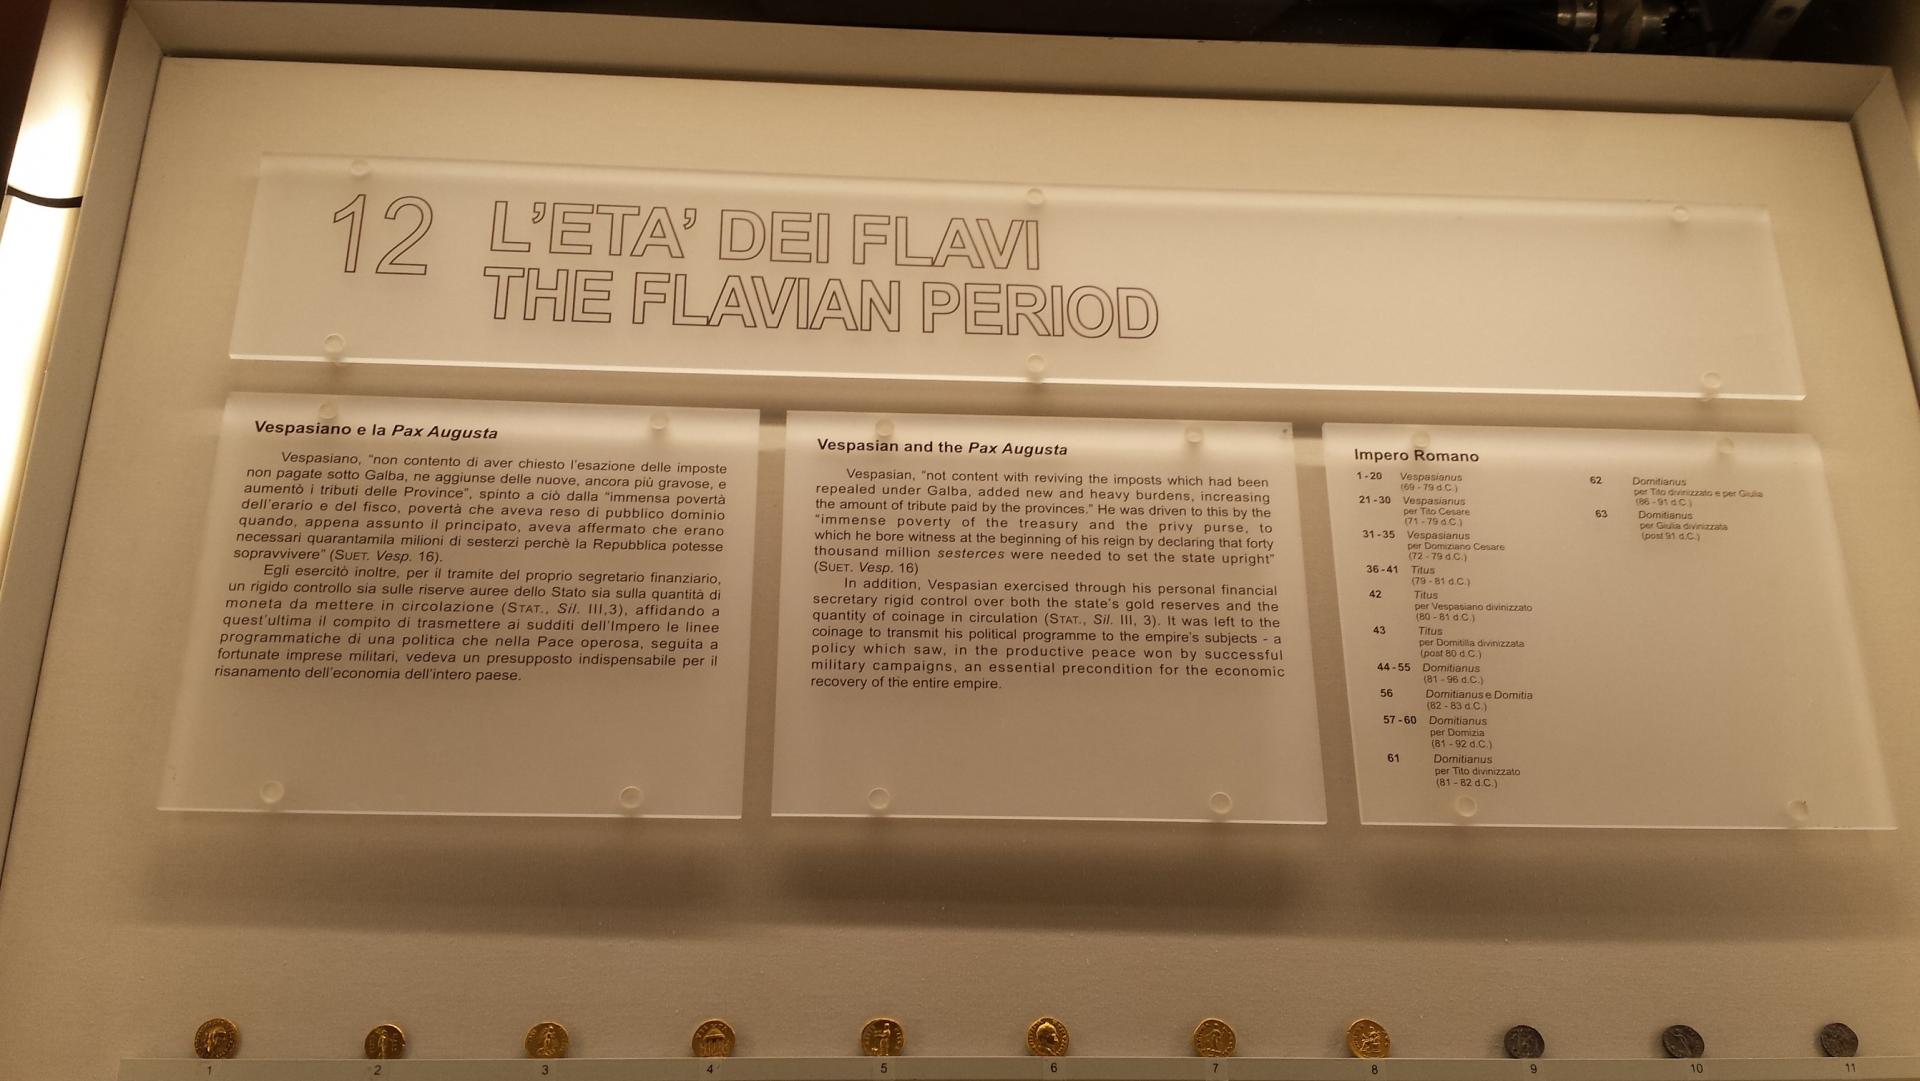 12
L'ETA' DEI FLAVI
THE FLAVIAN PERIOD
Vespasiano e la Pax Augusta
Vespasiano, “non contento di aver chiesto l'esazione delle imposte
non pagate sotto Galba, ne aggiunse delle nuove, ancora più gravose, e
aumentò i tributi delle Province”, spinto a ciò dalla “immensa povertà
dell'erario e del fisco, povertà che aveva reso di pubblico dominio
quando, appena assunto il principato, aveva affermato che erano
necessari quarantamila milioni di sesterzi perchè la Repubblica potesse
sopravvivere” (SUET. Vesp. 16).
Egli esercitò inoltre, per il tramite del proprio segretario finanziario,
un rigido controllo sia sulle riserve auree dello Stato sia sulla quantità di
moneta da mettere in circolazione (STAT., Sil. III,3), affidando a
quest'ultima il compito di trasmettere ai sudditi dell'Impero le linee
programmatiche di una politica che nella Pace operosa, seguita a
fortunate imprese militari, vedeva un presupposto indispensabile per il
risanamento dell'economia dell'intero paese.
Vespasian and the Pax Augusta
Vespasian, “not content with reviving the imposts which had been
repealed under Galba, added new and heavy burdens, increasing
the amount of tribute paid by the provinces.” He was driven to this by the
“immense poverty of the treasury and the privy purse, to
which he bore witness at the beginning of his reign by declaring that forty
thousand million sesterces were needed to set the state upright”
(SUET. Vesp. 16)
In addition, Vespasian exercised through his personal financial
secretary rigid control over both the state's gold reserves and the
quantity of coinage in circulation (STAT., Sil. III, 3). It was left to the
coinage to transmit his political programme to the empire's subjects - a
policy which saw, in the productive peace won by successful
military campaigns, an essential precondition for the economic
recovery of the entire empire.
Impero Romano
1-20 Vespasianus
(69 - 79 d.C.)
21-30 Vespasianus
per Tito Cesare
(71 - 79 d.C.)
31-35 Vespasianus
per Domiziano Cesare
(72 - 79 d.C.)
36-41 Titus
(79 - 81 d.C.)
42 Titus
per Vespasiano divinizzato
(80 - 81 d.C.)
43 Titus
per Domitilla divinizzata
(post 80 d.C.)
44-55 Domitianus
(81 - 96 d.C.)
56 Domitianus e Domitia
(82 - 83 d.C.)
57-60 Domitianus
per Domizia
(81 - 92 d.C.)
61 Domitianus
per Tito divinizzato
(81 - 82 d.C.)
62 Domitianus
per Tito divinizzato e per Giulia
(86 - 91 d.C.)
63 Domitianus
per Giulia divinizzata
(post 91 d.C.)
1 2 3 4 5 6 7 8 9 10 11